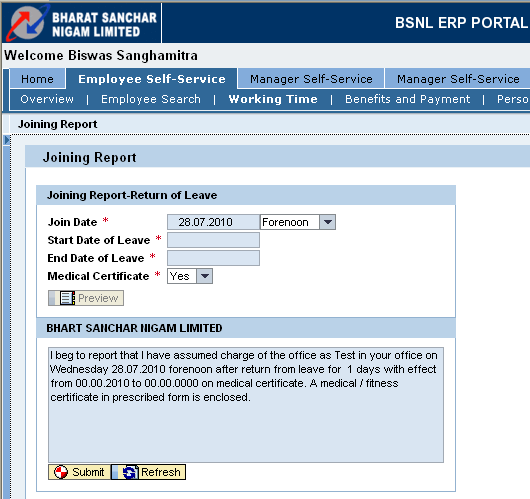 BHARAT SANCHAR
NIGAM LIMITED
BSNL ERP PORTAL
Welcome Biswas Sanghamitra
Home Employee Self-Service Manager Self-Service Manager Self-Service
Overview | Employee Search | Working Time | Benefits and Payment | Perso
Joining Report
Joining Report
Joining Report-Return of Leave
Join Date * 28.07.2010 Forenoon
Start Date of Leave *
End Date of Leave *
Medical Certificate * Yes
Preview
BHART SANCHAR NIGAM LIMITED
I beg to report that I have assumed charge of the office as Test in your office on
Wednesday 28.07.2010 forenoon after return from leave for 1 days with effect
from 00.00.2010 to 00.00.0000 on medical certificate. A medical / fitness
certificate in prescribed form is enclosed.
Submit Refresh